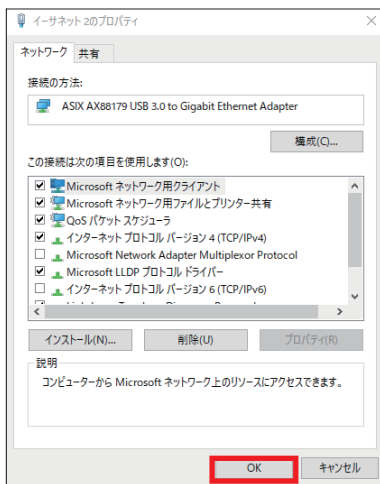 イーサネット 2のプロパティ
ネットワーク 共有
接続の方法:
ASIX AX88179 USB 3.0 to Gigabit Ethernet Adapter
構成(C)...
この接続は次の項目を使用します(O):
Microsoft ネットワーク用クライアント
Microsoft ネットワーク用ファイルとプリンター共有
QoS パケット スケジューラ
インターネット プロトコル バージョン 4 (TCP/IPv4)
Microsoft Network Adapter Multiplexor Protocol
Microsoft LLDP プロトコル ドライバー
インターネット プロトコル バージョン 6 (TCP/IPv6)
インストール(N)... 削除(U) プロパティ(R)
説明
コンピューターから Microsoft ネットワーク上のリソースにアクセスできます。
OK キャンセル